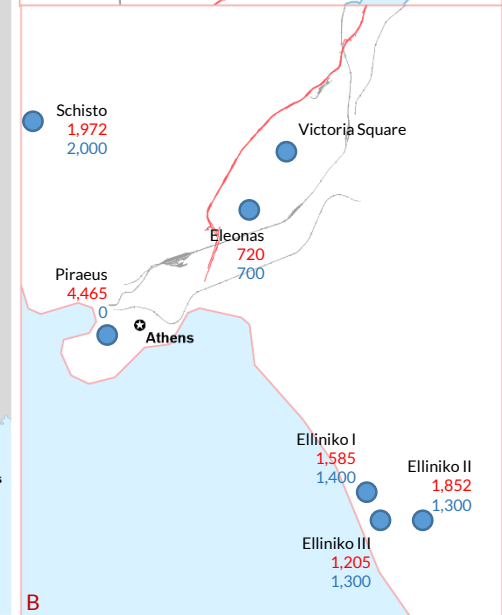 Schisto
1,972
2,000
Victoria Square
Eleonas
720
700
Piraeus
4,465
0
Athens
Elliniko I
1,585
1,400
Elliniko II
1,852
1,300
Elliniko III
1,205
1,300
B